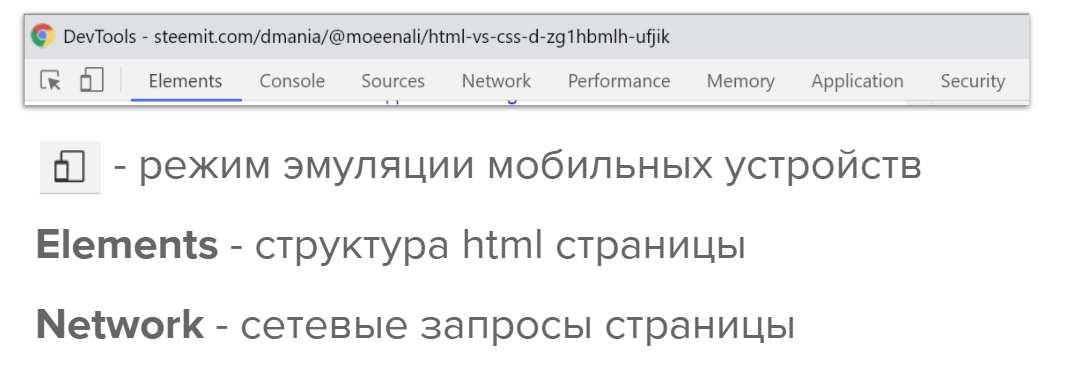 DevTools - steemit.com/dmania/@moeenali/html-vs-css-d-zg1hbmlh-ufjik
Elements Console Sources Network Performance Memory Application Security
- режим эмуляции мобильных устройств
Elements - структура html страницы
Network - сетевые запросы страницы